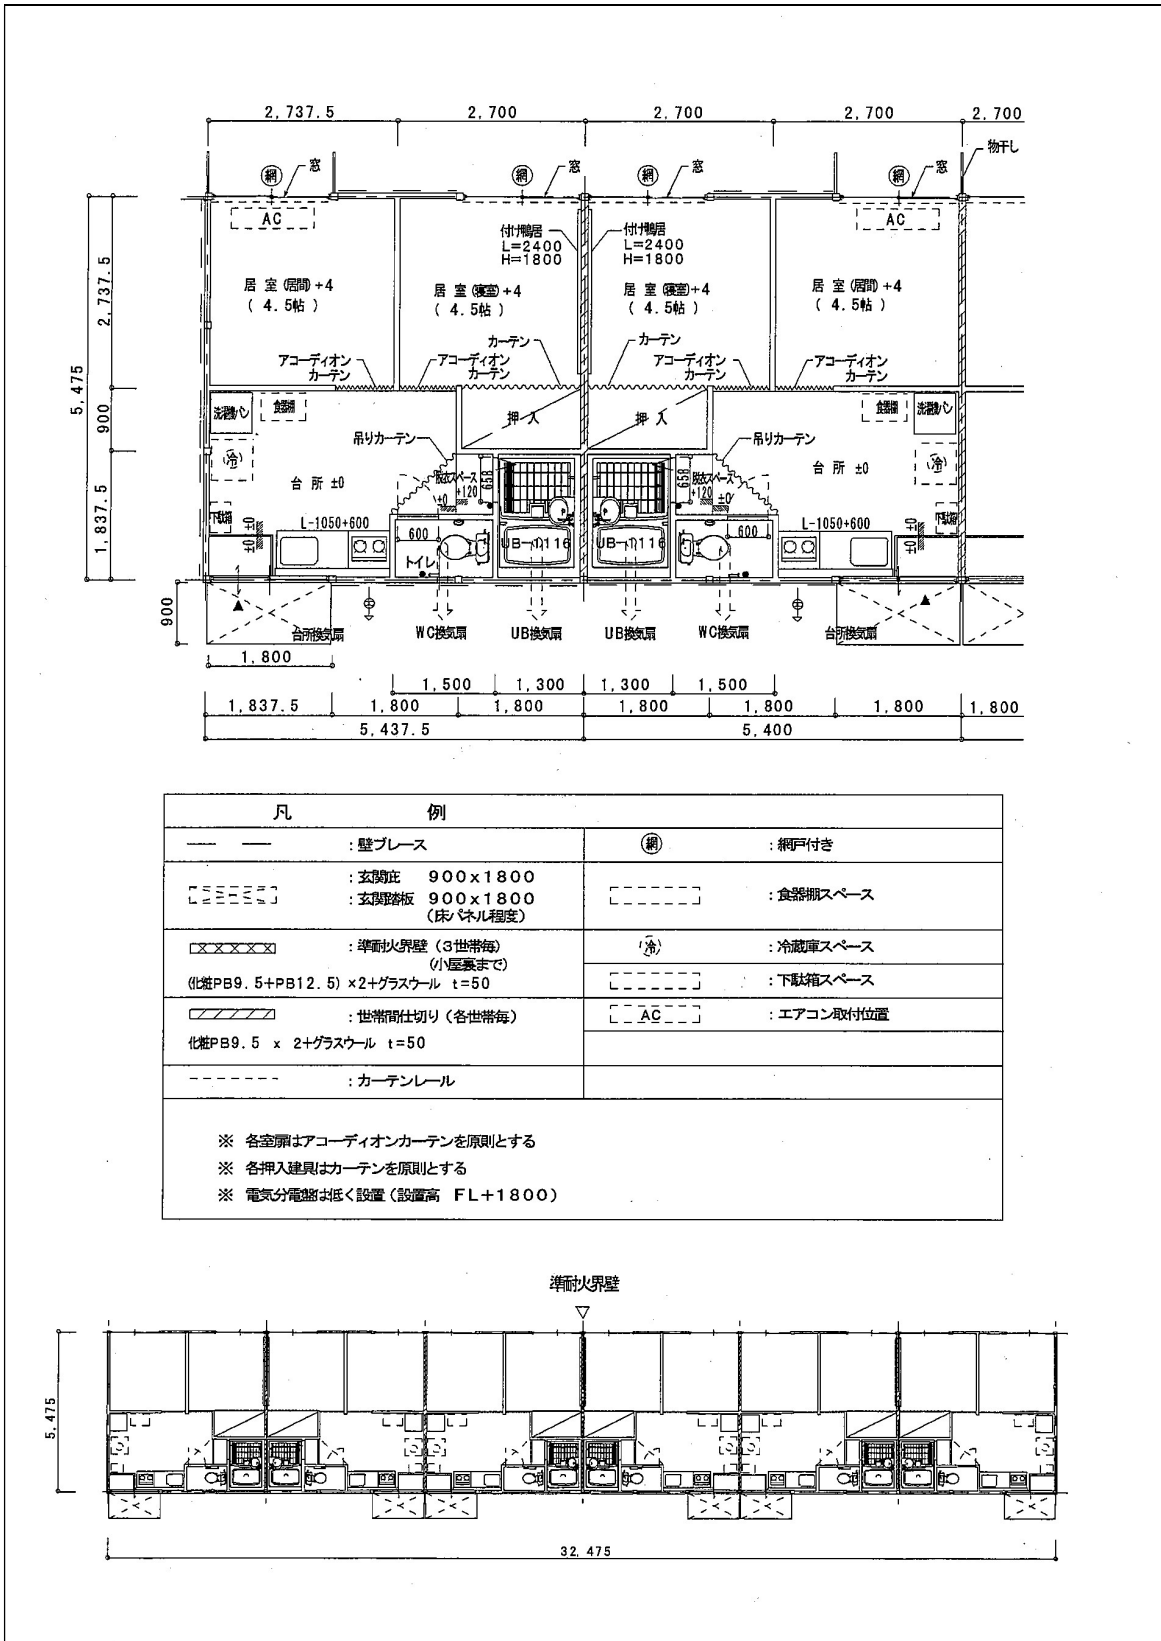 2,737.5 2,700 2,700 2,700 2,700
物干し
網 窓 網 窓 網 窓 網 窓
AC AC
付け鴨居 付け鴨居
L=2400 L=2400
H=1800 H=1800
居 室(居間)+4 居 室(寝室)+4 居 室(寝室)+4 居 室(居間)+4
( 4.5帖 ) ( 4.5帖 ) ( 4.5帖 ) ( 4.5帖 )
2,737.5
5,475
900
1,837.5
900
カーテン カーテン
アコーディオン アコーディオン アコーディオン アコーディオン
カーテン カーテン カーテン カーテン
洗濯機パン 食器棚 押 入 押 入 食器棚 洗濯機パン
吊りカーテン 吊りカーテン
冷 冷
台 所 ±0 台 所 ±0
脱衣スペース 658 658 脱衣スペース
±0 +120 +120 ±0
下駄箱 下駄箱
±0 ±0 L-1050+600 L-1050+600 ±0 ±0
600 600
UB-1116 UB-1116
トイレ
▲ ▲
台所換気扇 WC換気扇 UB換気扇 UB換気扇 WC換気扇 台所換気扇
1,800
1,500 1,300 1,300 1,500
1,837.5 1,800 1,800 1,800 1,800 1,800 1,800
5,437.5 5,400
凡 例
:壁ブレース
網 :網戸付き
:玄関庇 900x1800
:玄関踏板 900x1800
(床パネル程度)
:食器棚スペース
:準耐火界壁(3世帯毎)
(小屋裏まで)
(化粧PB9.5+PB12.5)×2+グラスウール t=50
冷 :冷蔵庫スペース
:下駄箱スペース
:世帯間仕切り(各世帯毎)
化粧PB9.5 x 2+グラスウール t=50
AC :エアコン取付位置
:カーテンレール
※ 各室扉はアコーディオンカーテンを原則とする
※ 各押入建具はカーテンを原則とする
※ 電気分電盤は低く設置(設置高 FL+1800)
準耐火界壁
▽
5,475
32,475